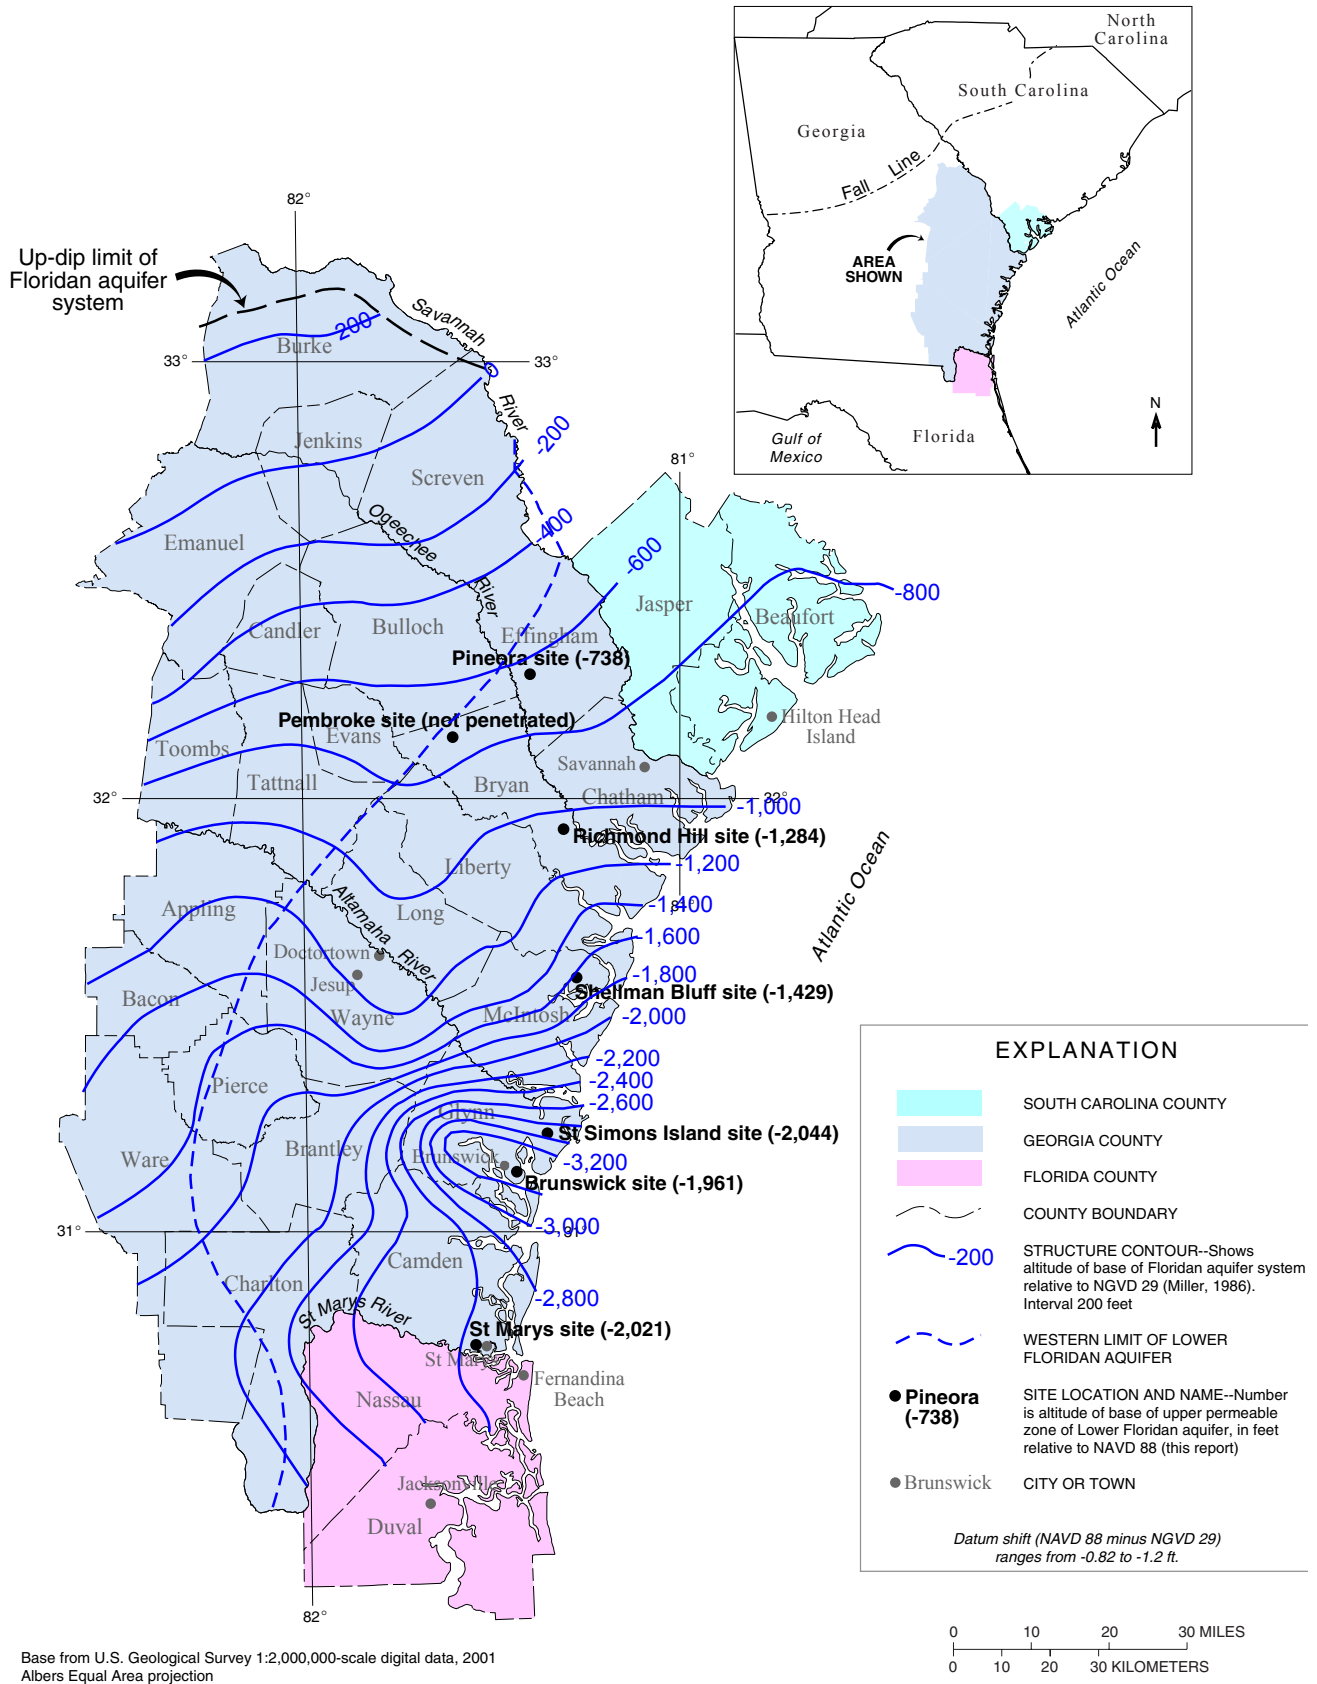 North
Carolina
South Carolina
Georgia
Fall Line
AREA
SHOWN
Atlantic Ocean
N
Florida
Gulf of
Mexico
82°
Up-dip limit of
Floridan aquifer
system
Savannah
River
200
Burke
33°
33°
0
Jenkins
-200
Screven
81°
Ogeechee
River
-400
Emanuel
-600
Jasper
-800
Beaufort
Candler
Bulloch
Effingham
Pineora site (-738)
Pembroke site (not penetrated)
Hilton Head
Island
Evans
Toombs
Savannah
Tattnall
Bryan
Chatham
32°
32°
-1,000
Richmond Hill site (-1,284)
-1,200
Liberty
81°
-1,400
Appling
Altamaha
River
Long
-1,600
Atlantic Ocean
Doctortown
Jesup
-1,800
Shellman Bluff site (-1,429)
Bacon
Wayne
McIntosh
-2,000
-2,200
-2,400
-2,600
Pierce
Glynn
St Simons Island site (-2,044)
Ware
Brantley
Brunswick
-3,200
Brunswick site (-1,961)
31°
31°
-3,000
Camden
Charlton
-2,800
St Marys River
St Marys site (-2,021)
St Marys
Fernandina
Beach
Nassau
Jacksonville
Duval
82°
EXPLANATION
SOUTH CAROLINA COUNTY
GEORGIA COUNTY
FLORIDA COUNTY
COUNTY BOUNDARY
-200
STRUCTURE CONTOUR--Shows
altitude of base of Floridan aquifer system
relative to NGVD 29 (Miller, 1986).
Interval 200 feet
WESTERN LIMIT OF LOWER
FLORIDAN AQUIFER
Pineora
(-738)
SITE LOCATION AND NAME--Number
is altitude of base of upper permeable
zone of Lower Floridan aquifer, in feet
relative to NAVD 88 (this report)
Brunswick
CITY OR TOWN
Datum shift (NAVD 88 minus NGVD 29)
ranges from -0.82 to -1.2 ft.
0 10 20 30 MILES
0 10 20 30 KILOMETERS
Base from U.S. Geological Survey 1:2,000,000-scale digital data, 2001
Albers Equal Area projection